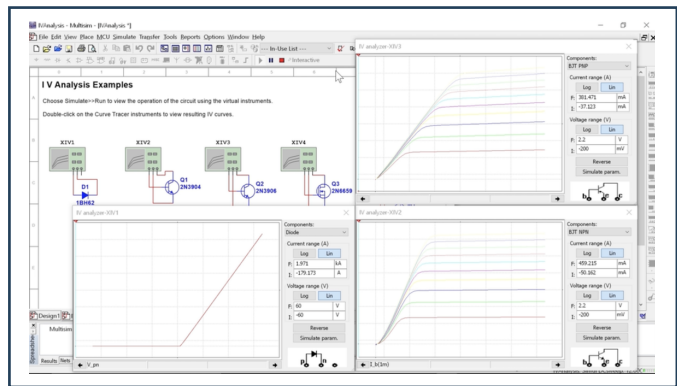 IVAnalysis - Multisim - [IVAnalysis *]
File Edit View Place MCU Simulate Transfer Tools Reports Options Window Help
--- In-Use List ---
Interactive
I V Analysis Examples
Choose Simulate>>Run to view the operation of the circuit using the virtual instruments.
Double-click on the Curve Tracer instruments to view resulting IV curves.
XIV1
XIV2
XIV3
XIV4
D1
1BH62
Q1
2N3904
Q2
2N3906
Q3
2N6659
IV analyzer-XIV3
Components:
BJT PNP
Current range (A)
Log Lin
F: 381.471 mA
I: -37.123 mA
Voltage range (V)
Log Lin
F: 2.2 V
I: -200 mV
Reverse
Simulate param.
b e c
IV analyzer-XIV1
Components:
Diode
Current range (A)
Log Lin
F: 1.971 kA
I: -179.173 A
Voltage range (V)
Log Lin
F: 60 V
I: -60 V
Reverse
Simulate param.
p n
V_pn
IV analyzer-XIV2
Components:
BJT NPN
Current range (A)
Log Lin
F: 459.215 mA
I: -50.162 mA
Voltage range (V)
Log Lin
F: 2.2 V
I: -200 mV
Reverse
Simulate param.
b e c
I_b(1m)
Design1
Multisim
Results Nets